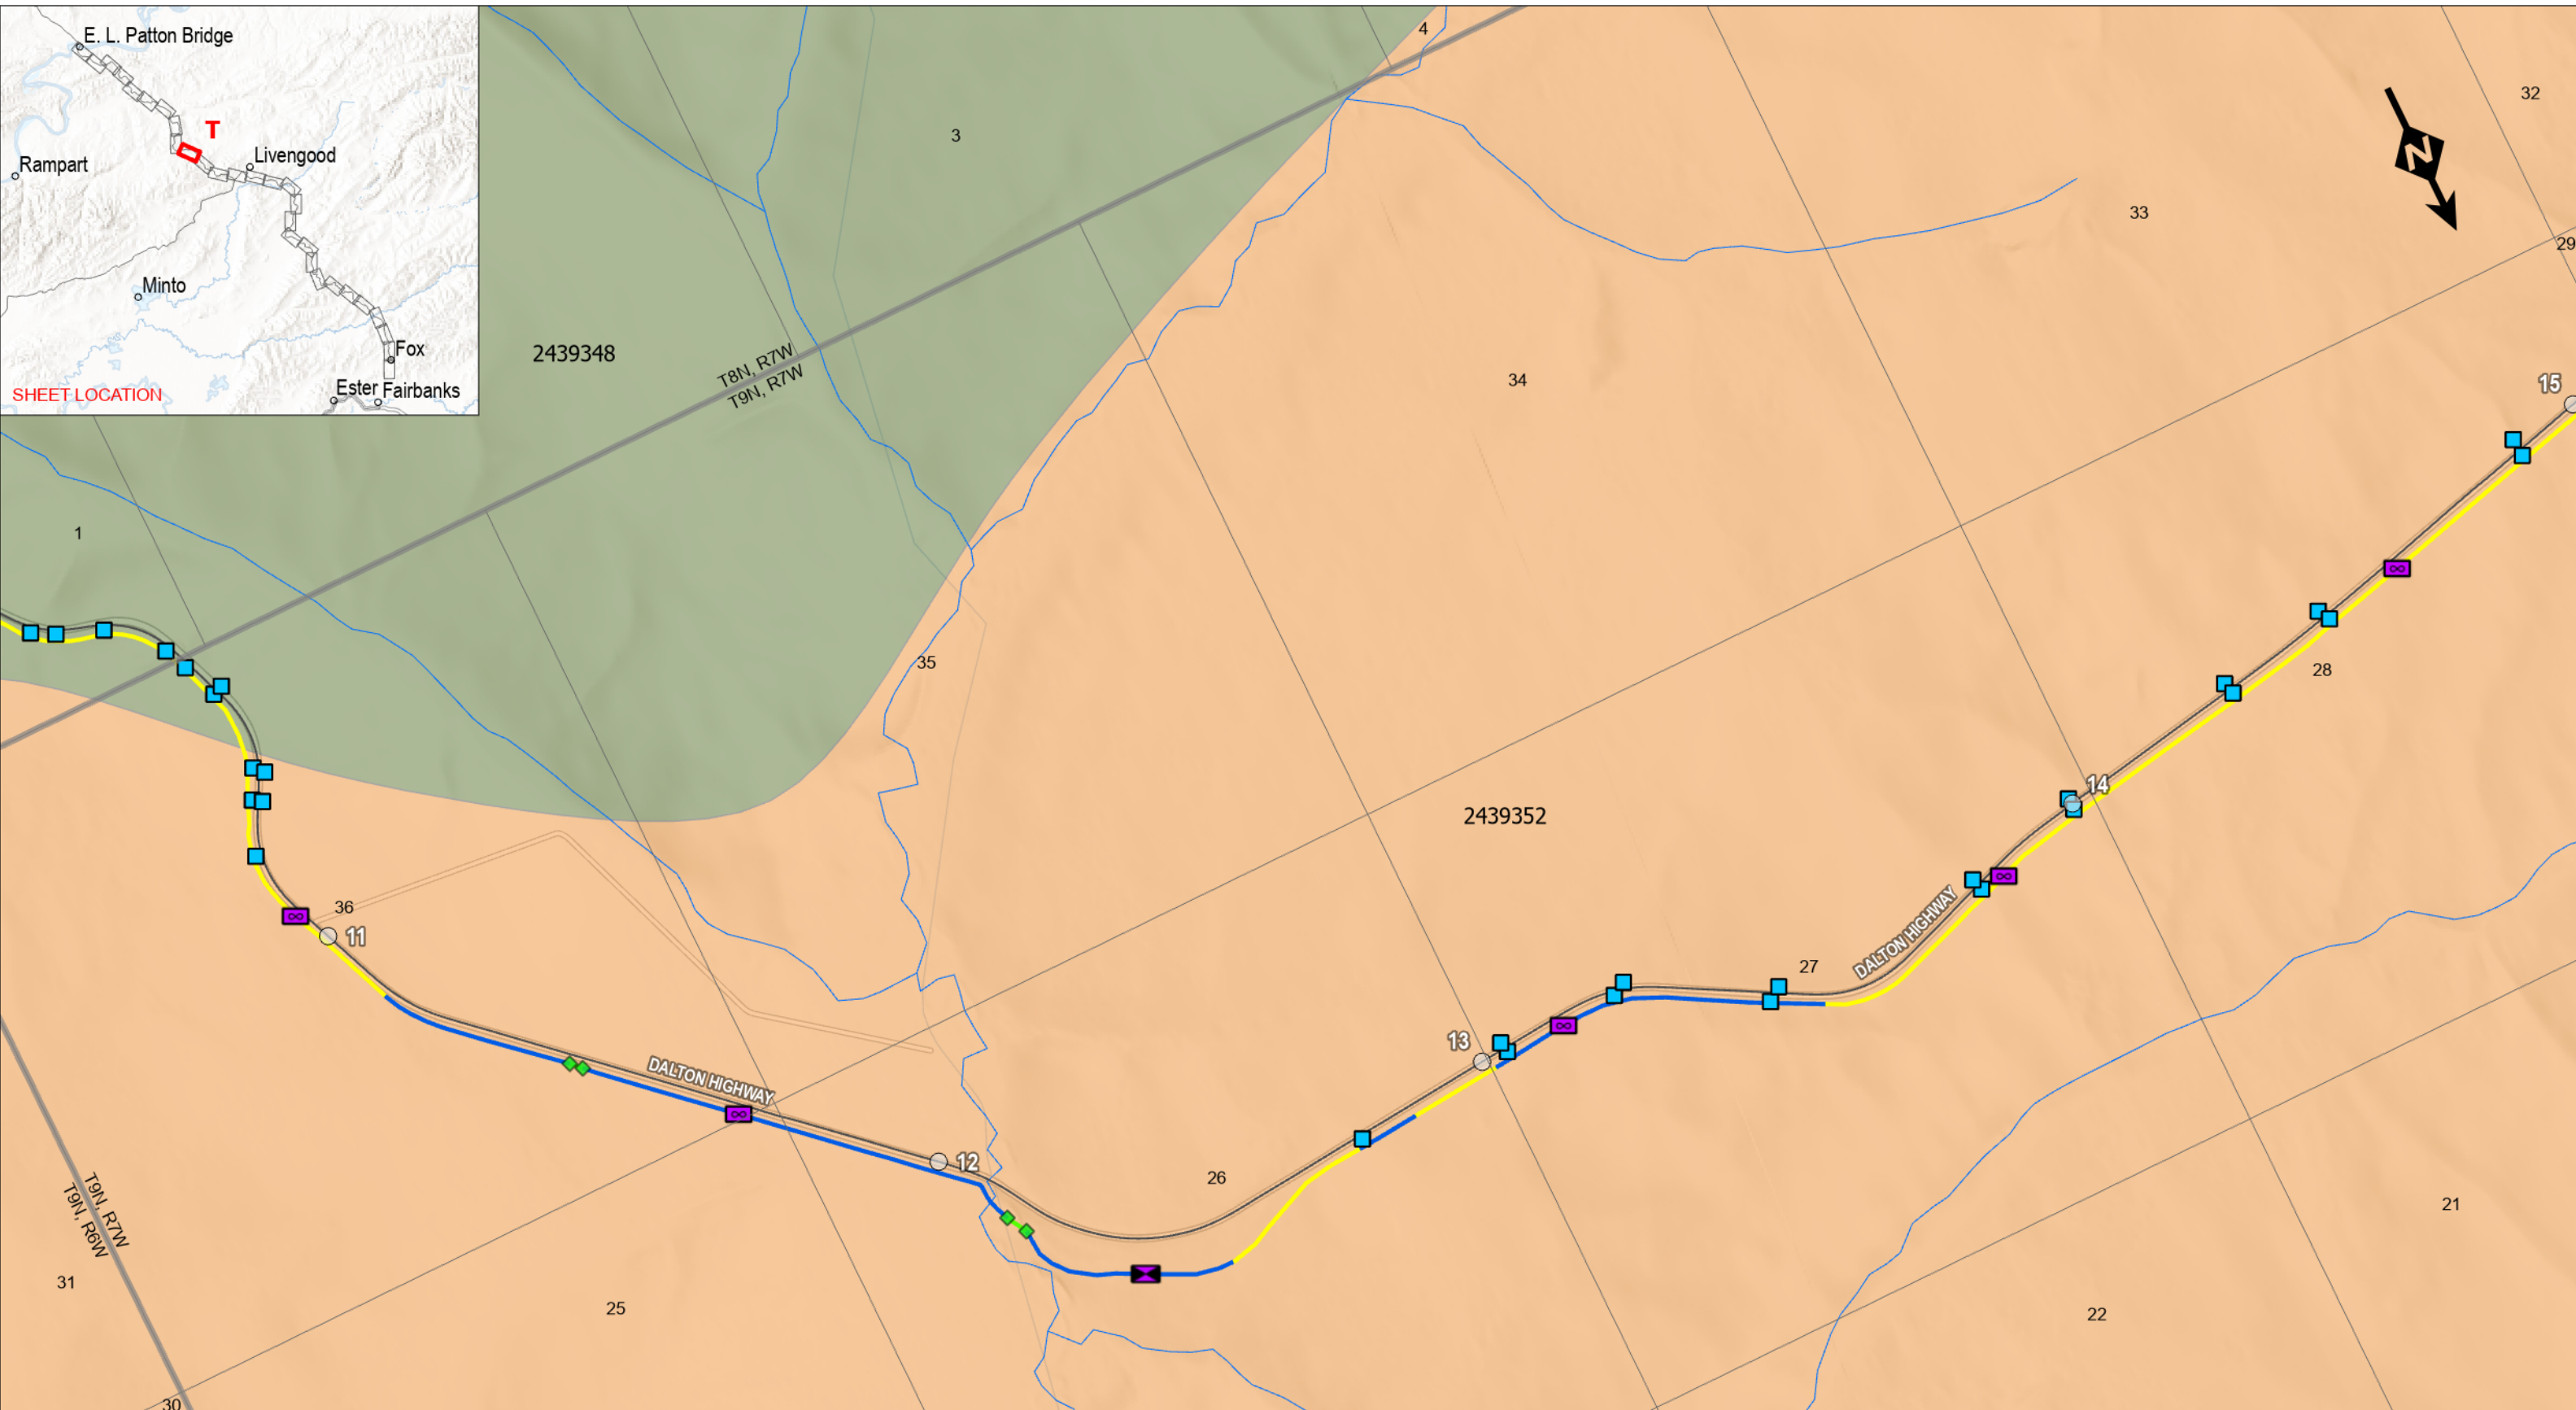 E. L. Patton Bridge
T
Livengood
Rampart
Minto
Fox
Ester
Fairbanks
SHEET LOCATION
4
32
3
N
33
29
2439348
T8N, R7W
T9N, R7W
34
15
1
35
28
14
2439352
36
11
DALTON HIGHWAY
27
13
DALTON HIGHWAY
12
26
T9N, R7W
T9N, R6W
21
31
25
22
30